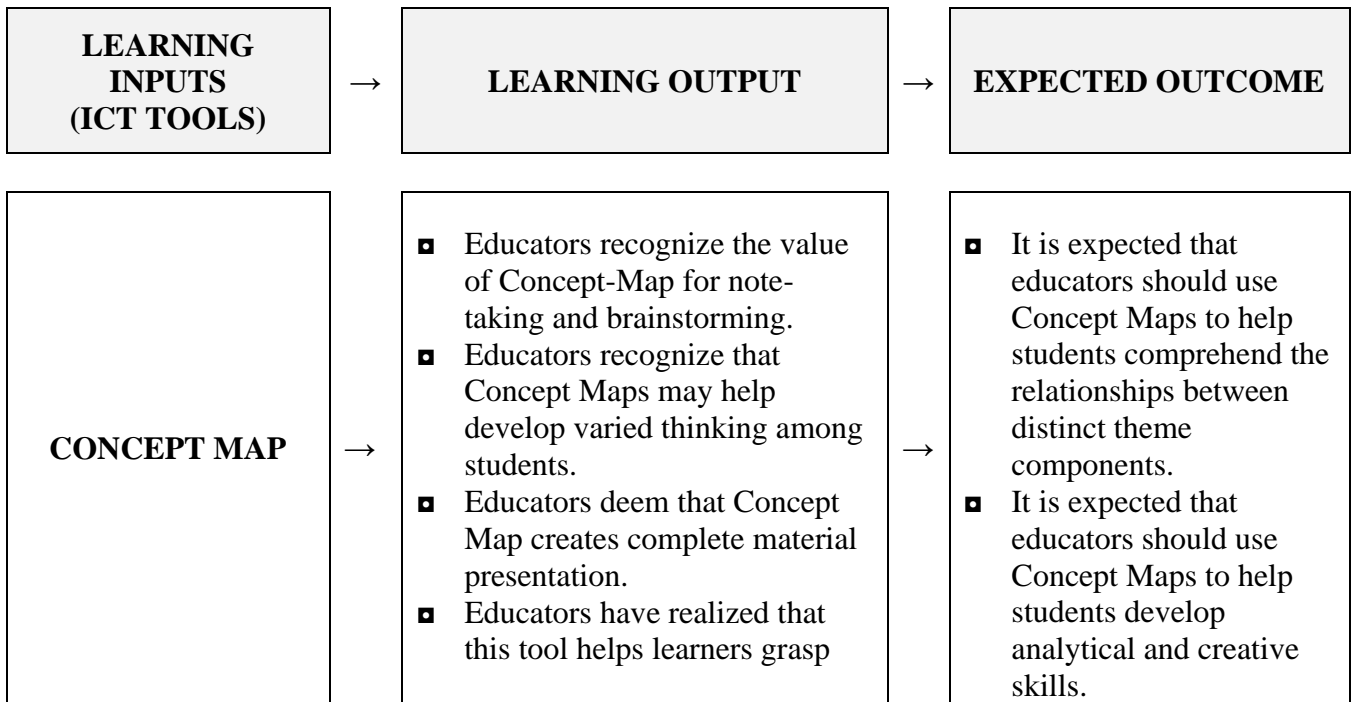 LEARNING
INPUTS
(ICT TOOLS)
→
LEARNING OUTPUT
→
EXPECTED OUTCOME
CONCEPT MAP
→
◘ Educators recognize the value
of Concept-Map for note-
taking and brainstorming.
◘ Educators recognize that
Concept Maps may help
develop varied thinking among
students.
◘ Educators deem that Concept
Map creates complete material
presentation.
◘ Educators have realized that
this tool helps learners grasp
→
◘ It is expected that
educators should use
Concept Maps to help
students comprehend the
relationships between
distinct theme
components.
◘ It is expected that
educators should use
Concept Maps to help
students develop
analytical and creative
skills.